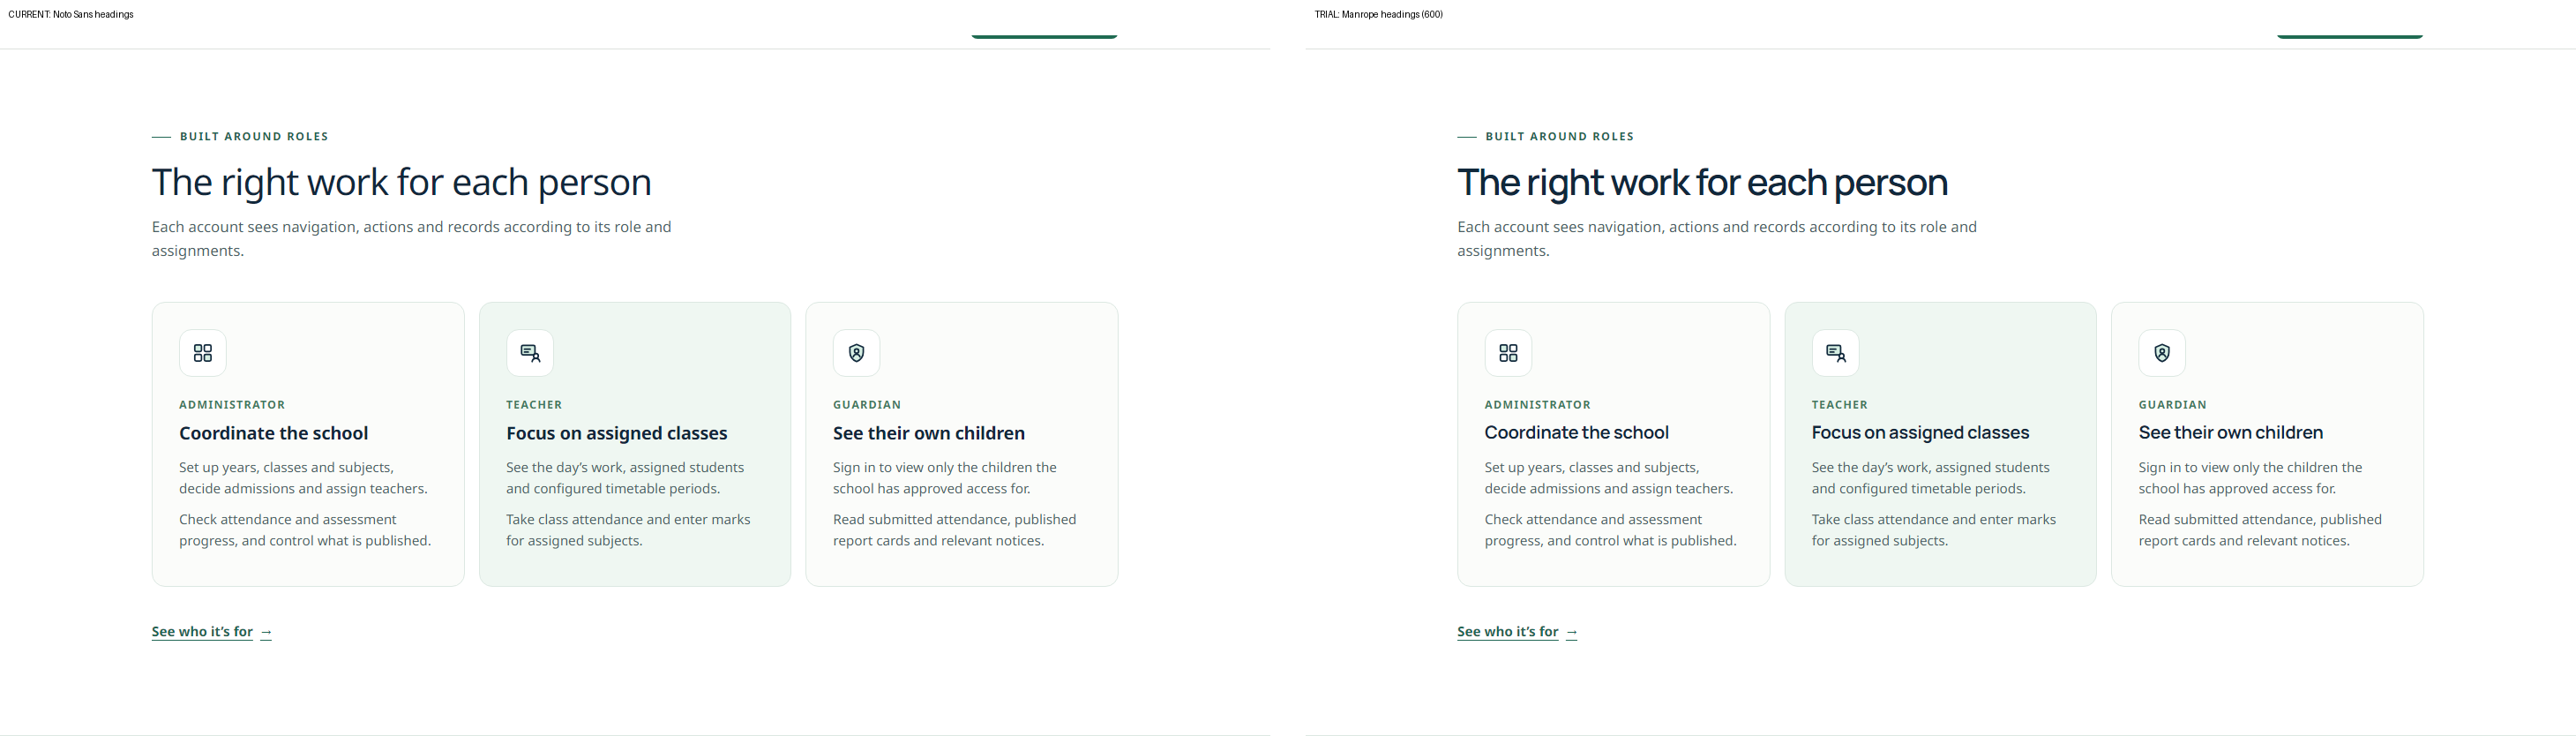 CURRENT: Noto Sans headings
BUILT AROUND ROLES
The right work for each person
Each account sees navigation, actions and records according to its role and
assignments.
ADMINISTRATOR
Coordinate the school
Set up years, classes and subjects,
decide admissions and assign teachers.
Check attendance and assessment
progress, and control what is published.
TEACHER
Focus on assigned classes
See the day’s work, assigned students
and configured timetable periods.
Take class attendance and enter marks
for assigned subjects.
GUARDIAN
See their own children
Sign in to view only the children the
school has approved access for.
Read submitted attendance, published
report cards and relevant notices.
See who it’s for →
TRIAL: Manrope headings (600)
BUILT AROUND ROLES
The right work for each person
Each account sees navigation, actions and records according to its role and
assignments.
ADMINISTRATOR
Coordinate the school
Set up years, classes and subjects,
decide admissions and assign teachers.
Check attendance and assessment
progress, and control what is published.
TEACHER
Focus on assigned classes
See the day’s work, assigned students
and configured timetable periods.
Take class attendance and enter marks
for assigned subjects.
GUARDIAN
See their own children
Sign in to view only the children the
school has approved access for.
Read submitted attendance, published
report cards and relevant notices.
See who it’s for →